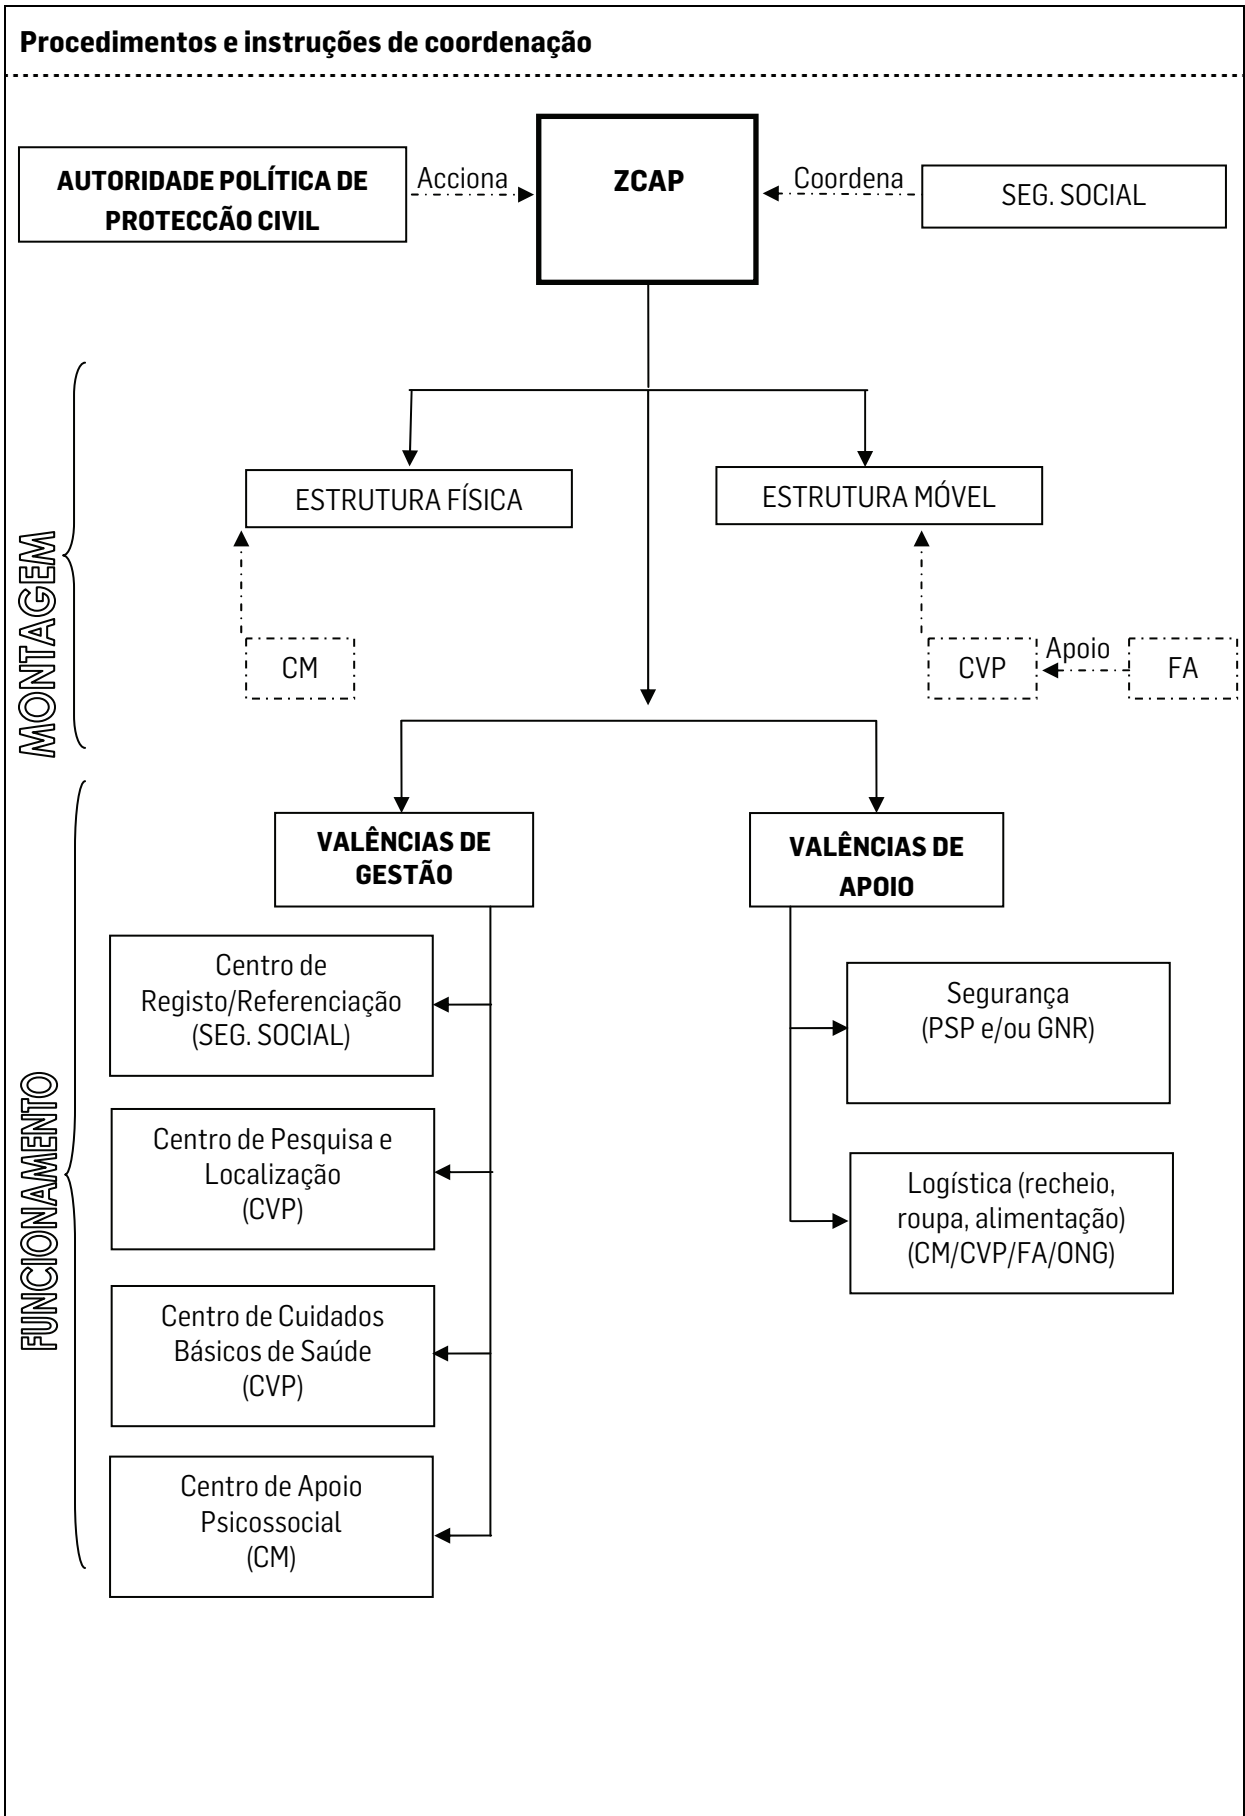 Procedimentos e instruções de coordenação
AUTORIDADE POLÍTICA DE
PROTECÇÃO CIVIL
Acciona
ZCAP
Coordena
SEG. SOCIAL
MONTAGEM
ESTRUTURA FÍSICA
ESTRUTURA MÓVEL
CM
CVP
Apoio
FA
FUNCIONAMENTO
VALÊNCIAS DE
GESTÃO
VALÊNCIAS DE
APOIO
Centro de
Registo/Referenciação
(SEG. SOCIAL)
Centro de Pesquisa e
Localização
(CVP)
Centro de Cuidados
Básicos de Saúde
(CVP)
Centro de Apoio
Psicossocial
(CM)
Segurança
(PSP e/ou GNR)
Logística (recheio,
roupa, alimentação)
(CM/CVP/FA/ONG)